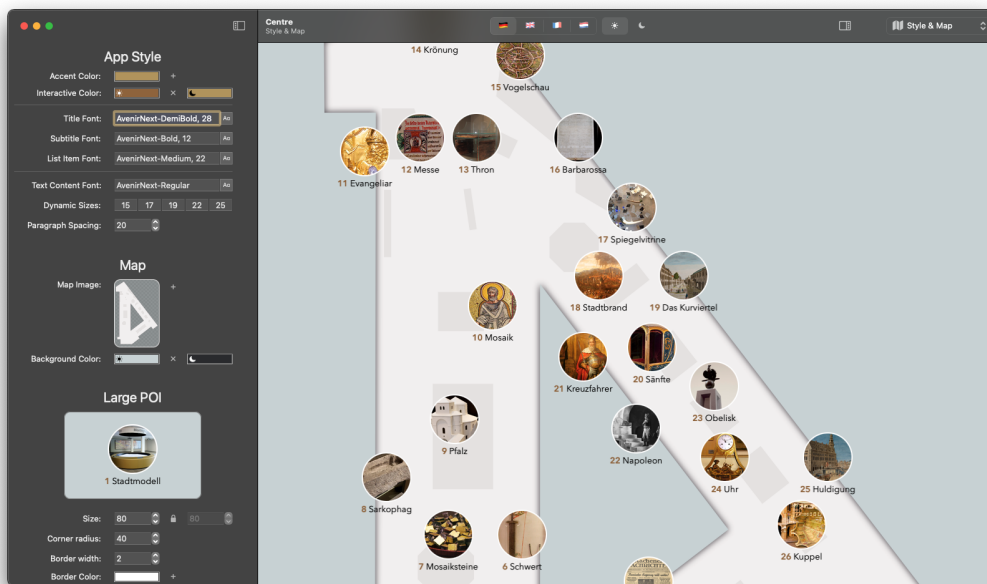 Centre
Style & Map
Style & Map
App Style
Accent Color:
Interactive Color:
Title Font: AvenirNext-DemiBold, 28 Aa
Subtitle Font: AvenirNext-Bold, 12 Aa
List Item Font: AvenirNext-Medium, 22 Aa
Text Content Font: AvenirNext-Regular Aa
Dynamic Sizes: 15 17 19 22 25
Paragraph Spacing: 20
Map
Map Image:
Background Color:
Large POI
1 Stadtmodell
Size: 80 80
Corner radius: 40
Border width: 2
Border Color:
14 Krönung
15 Vogelschau
11 Evangeliar
12 Messe
13 Thron
16 Barbarossa
17 Spiegelvitrine
18 Stadtbrand
19 Das Kurviertel
10 Mosaik
20 Sänfte
21 Kreuzfahrer
23 Obelisk
9 Pfalz
22 Napoleon
24 Uhr
25 Huldigung
8 Sarkophag
26 Kuppel
7 Mosaiksteine
6 Schwert